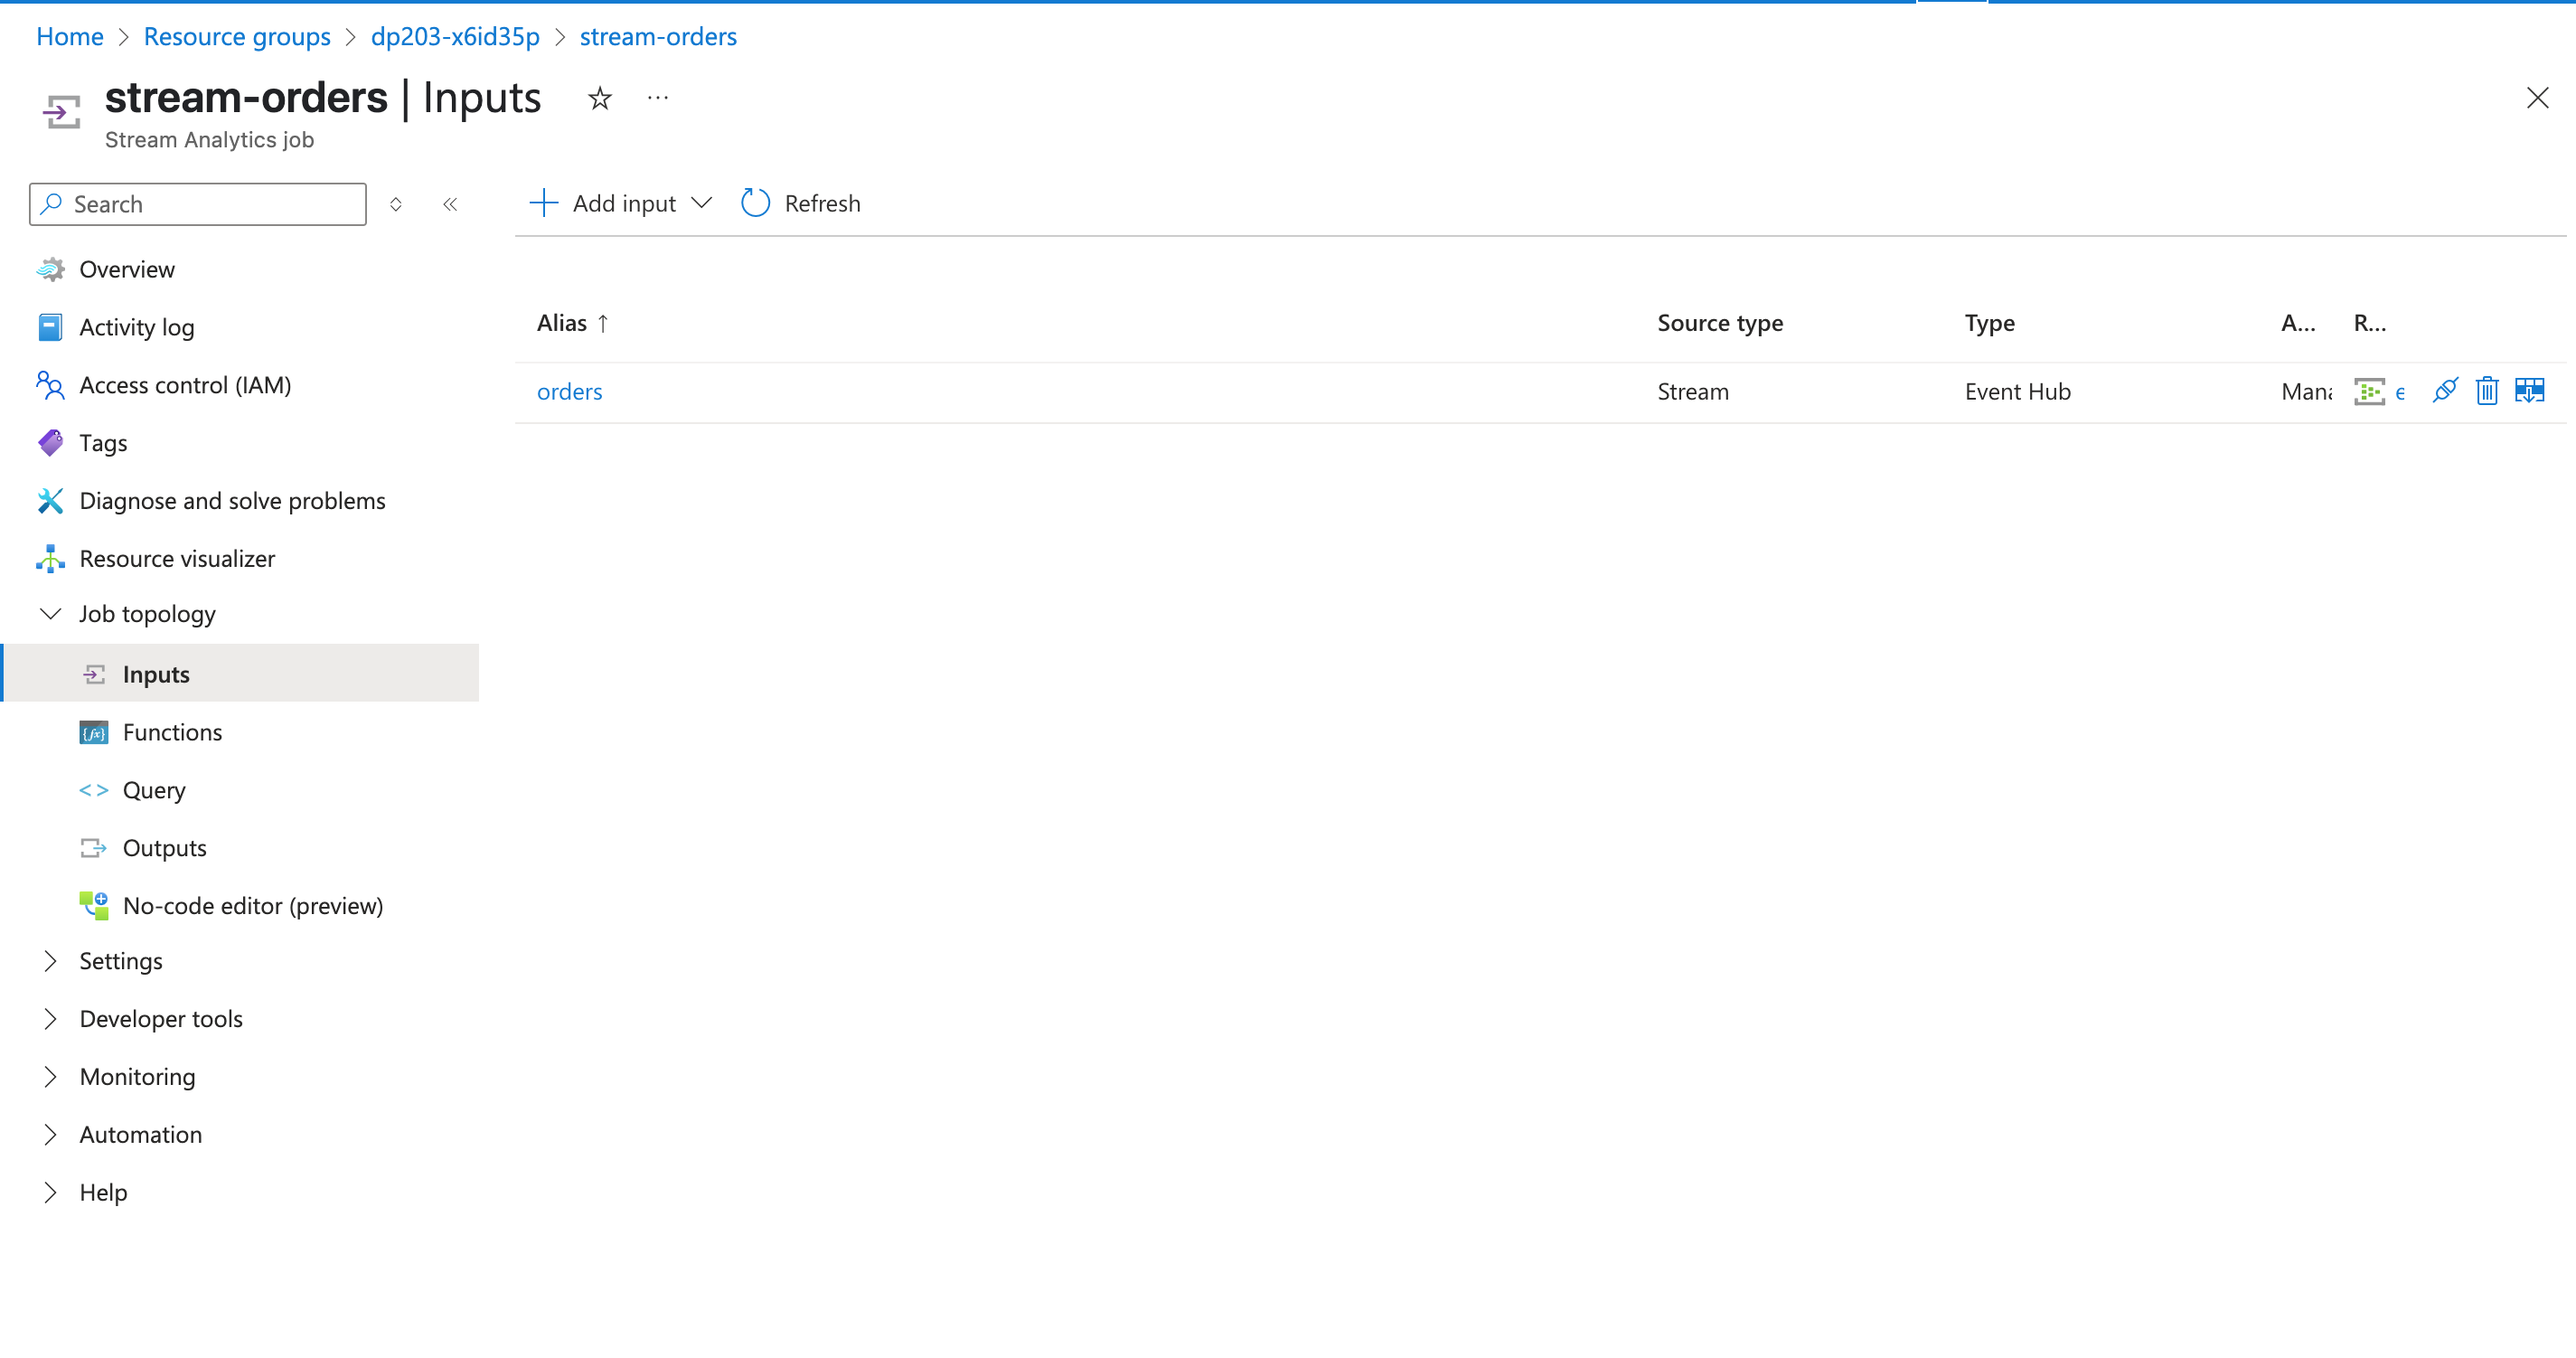 Home > Resource groups > dp203-x6id35p > stream-orders
stream-orders | Inputs
Stream Analytics job
Search
Add input
Refresh
Overview
Activity log
Access control (IAM)
Tags
Diagnose and solve problems
Resource visualizer
Job topology
Inputs
Functions
Query
Outputs
No-code editor (preview)
Settings
Developer tools
Monitoring
Automation
Help
Alias ↑ Source type Type A... R...
orders Stream Event Hub Mana e